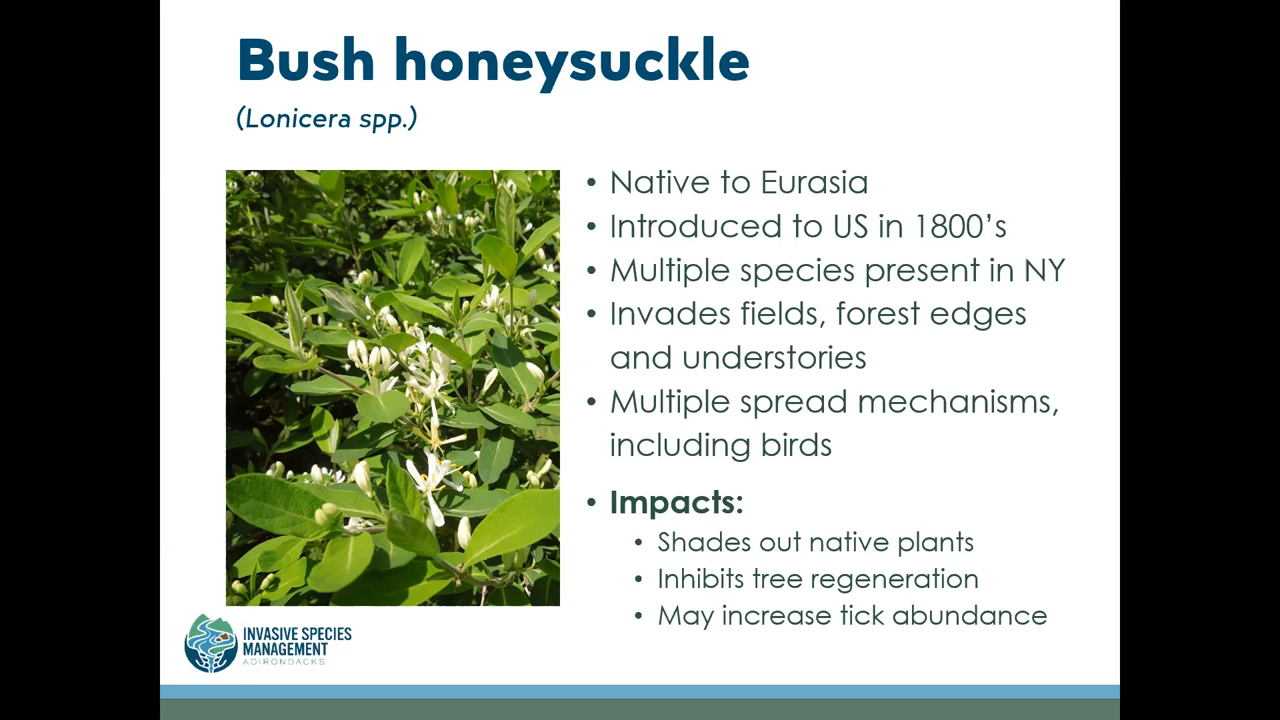 Bush honeysuckle
(Lonicera spp.)
• Native to Eurasia
• Introduced to US in 1800’s
• Multiple species present in NY
• Invades fields, forest edges
and understories
• Multiple spread mechanisms,
including birds
• Impacts:
• Shades out native plants
• Inhibits tree regeneration
• May increase tick abundance
INVASIVE SPECIES
MANAGEMENT
ADIRONDACKS